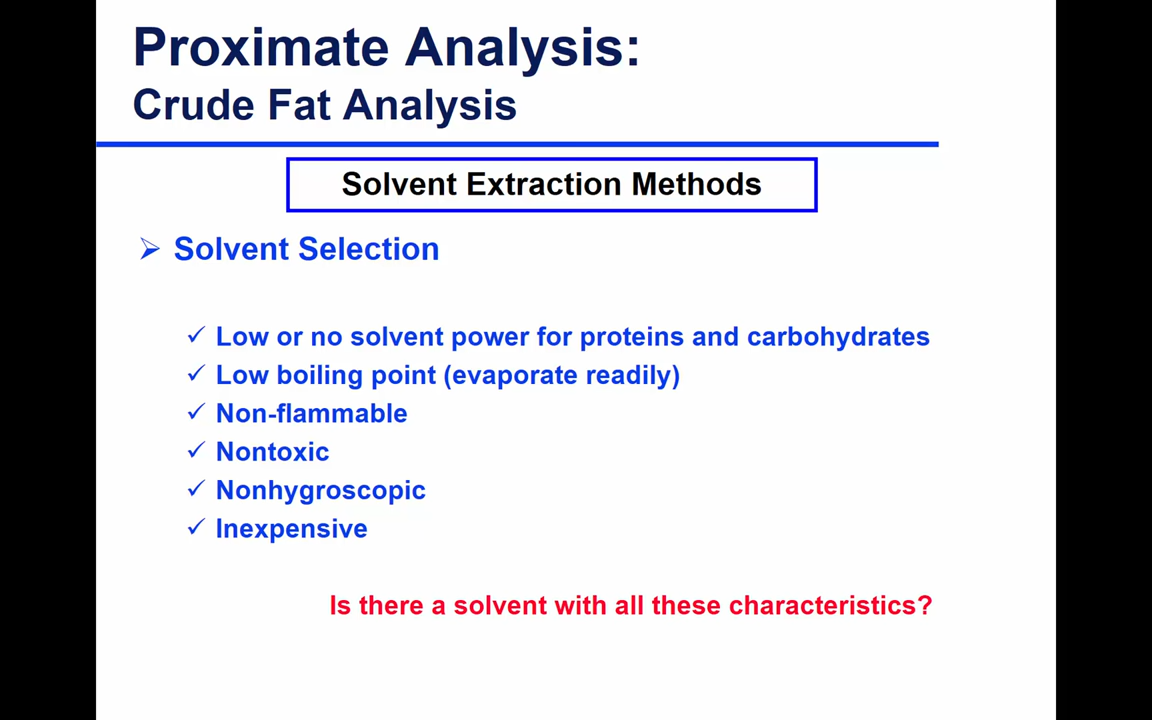 Proximate Analysis:
Crude Fat Analysis
Solvent Extraction Methods
➢ Solvent Selection
✓ Low or no solvent power for proteins and carbohydrates
✓ Low boiling point (evaporate readily)
✓ Non-flammable
✓ Nontoxic
✓ Nonhygroscopic
✓ Inexpensive
Is there a solvent with all these characteristics?